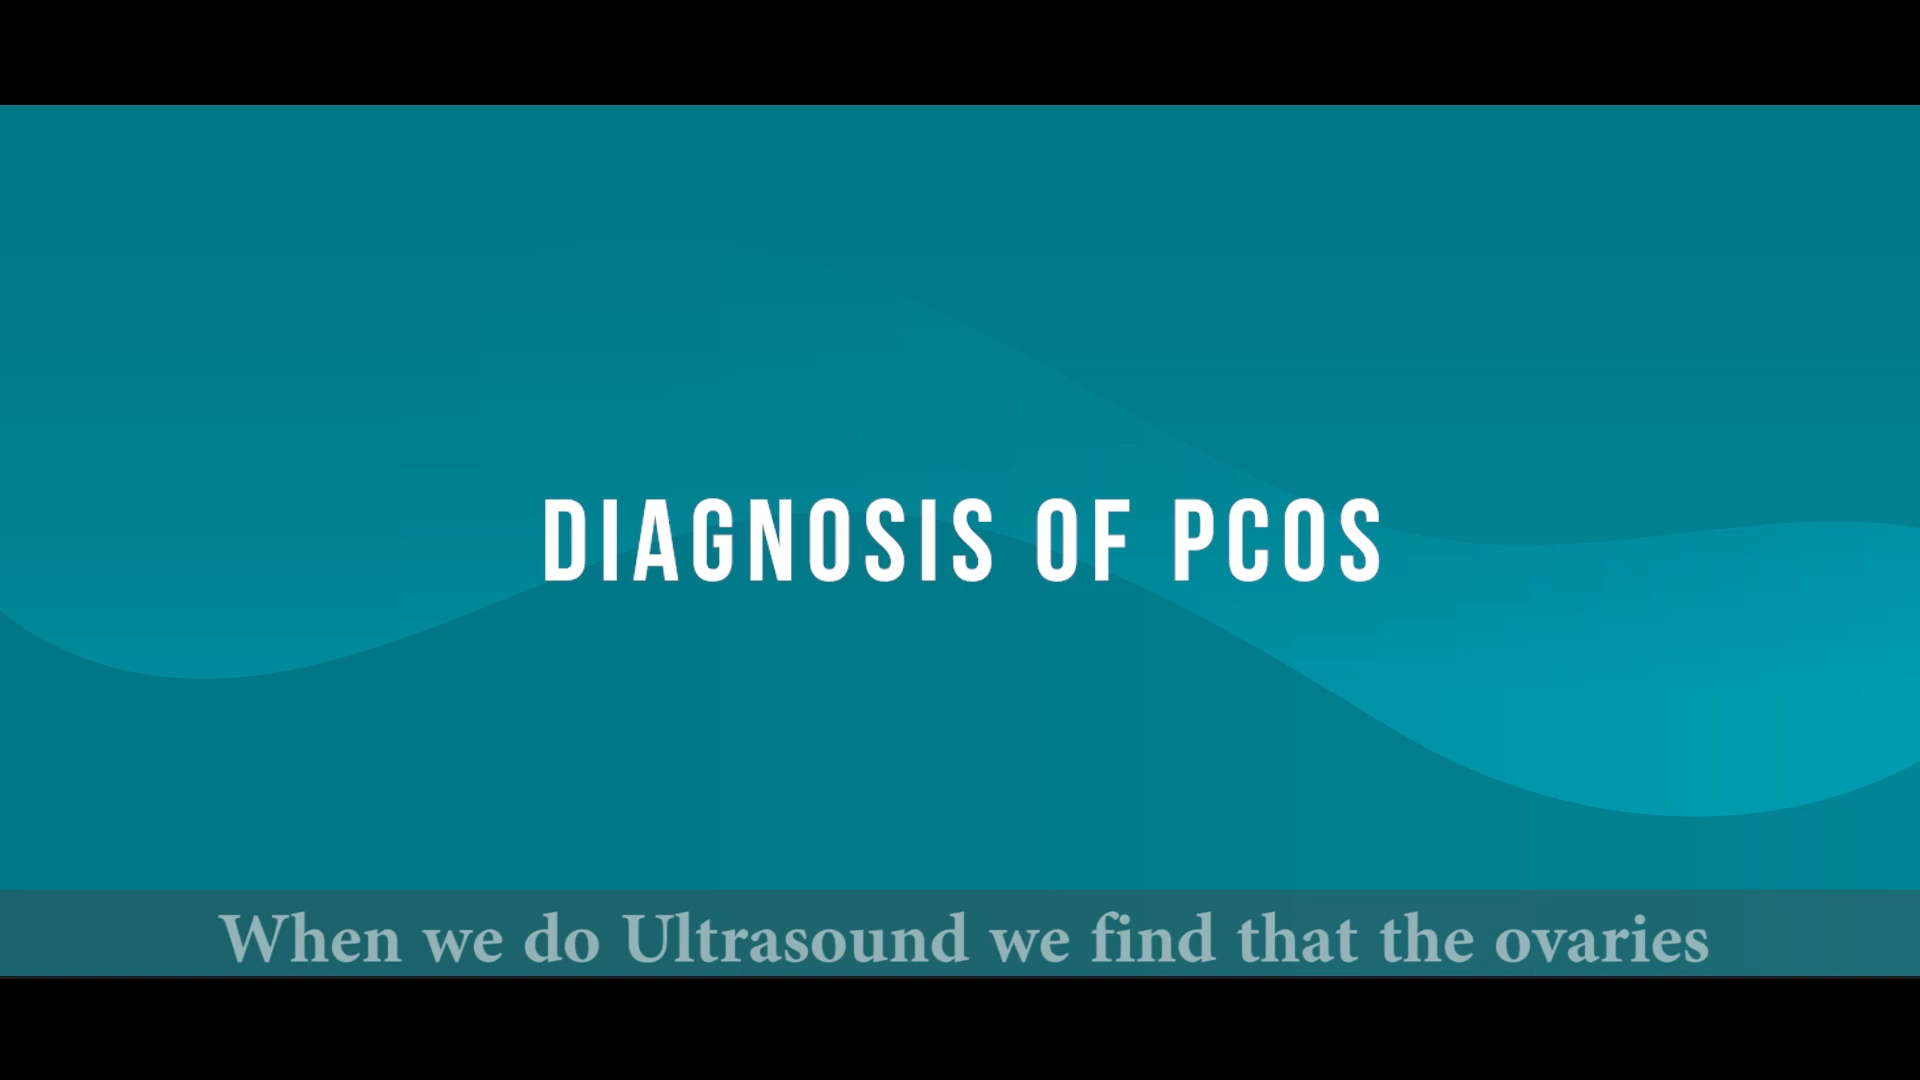 DIAGNOSIS OF PCOS
When we do Ultrasound we find that the ovaries